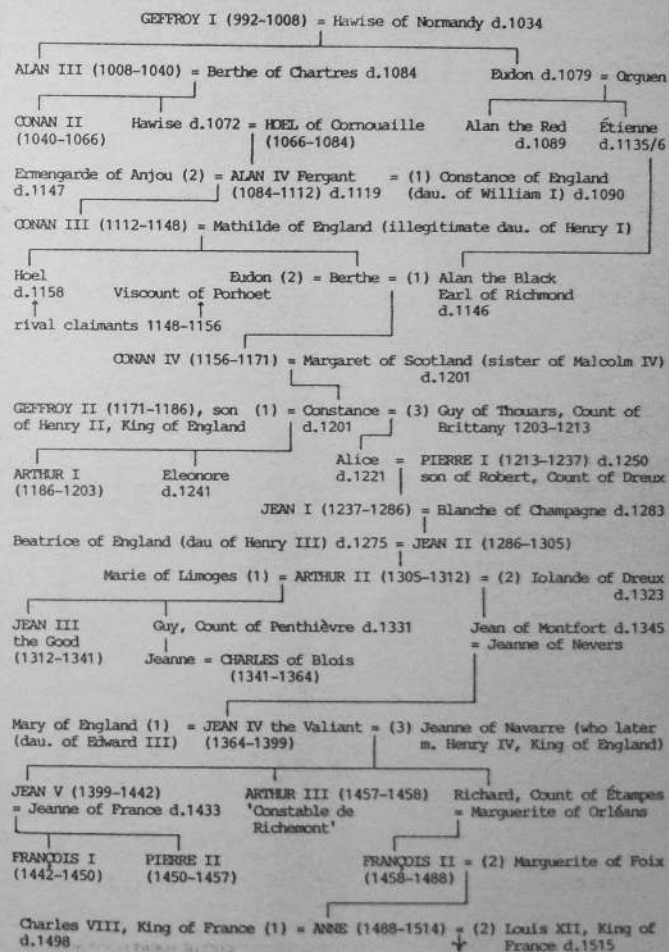 GEFFROY I (992-1008) = Hawise of Normandy d.1034
ALAN III (1008-1040) = Berthe of Chartres d.1084 Eudon d.1079 = Orguen
CONAN II Hawise d.1072 = HOEL of Cornouaille Alan the Red Étienne
(1040-1066) (1066-1084) d.1089 d.1135/6
Ermengarde of Anjou (2) = ALAN IV Fergant = (1) Constance of England
d.1147 (1084-1112) d.1119 (dau. of William I) d.1090
CONAN III (1112-1148) = Mathilde of England (illegitimate dau. of Henry I)
Hoel Eudon (2) = Berthe = (1) Alan the Black
d.1158 Viscount of Porhoet Earl of Richmond
d.1146
rival claimants 1148-1156
CONAN IV (1156-1171) = Margaret of Scotland (sister of Malcolm IV)
d.1201
GEFFROY II (1171-1186), son (1) = Constance = (3) Guy of Thouars, Count of
of Henry II, King of England d.1201 Brittany 1203-1213
ARTHUR I Eleonore Alice = PIERRE I (1213-1237) d.1250
(1186-1203) d.1241 d.1221 son of Robert, Count of Dreux
JEAN I (1237-1286) = Blanche of Champagne d.1283
Beatrice of England (dau of Henry III) d.1275 = JEAN II (1286-1305)
Marie of Limoges (1) = ARTHUR II (1305-1312) = (2) Iolande of Dreux
d.1323
JEAN III Guy, Count of Penthièvre d.1331 Jean of Montfort d.1345
the Good = Jeanne of Nevers
(1312-1341) Jeanne = CHARLES of Blois
(1341-1364)
Mary of England (1) = JEAN IV the Valiant = (3) Jeanne of Navarre (who later
(dau. of Edward III) (1364-1399) m. Henry IV, King of England)
JEAN V (1399-1442) ARTHUR III (1457-1458) Richard, Count of Étampes
= Jeanne of France d.1433 'Constable de = Marguerite of Orléans
Richemont'
FRANÇOIS I PIERRE II FRANÇOIS II = (2) Marguerite of Foix
(1442-1450) (1450-1457) (1458-1488)
Charles VIII, King of France (1) = ANNE (1488-1514) = (2) Louis XII, King of
d.1498 France d.1515